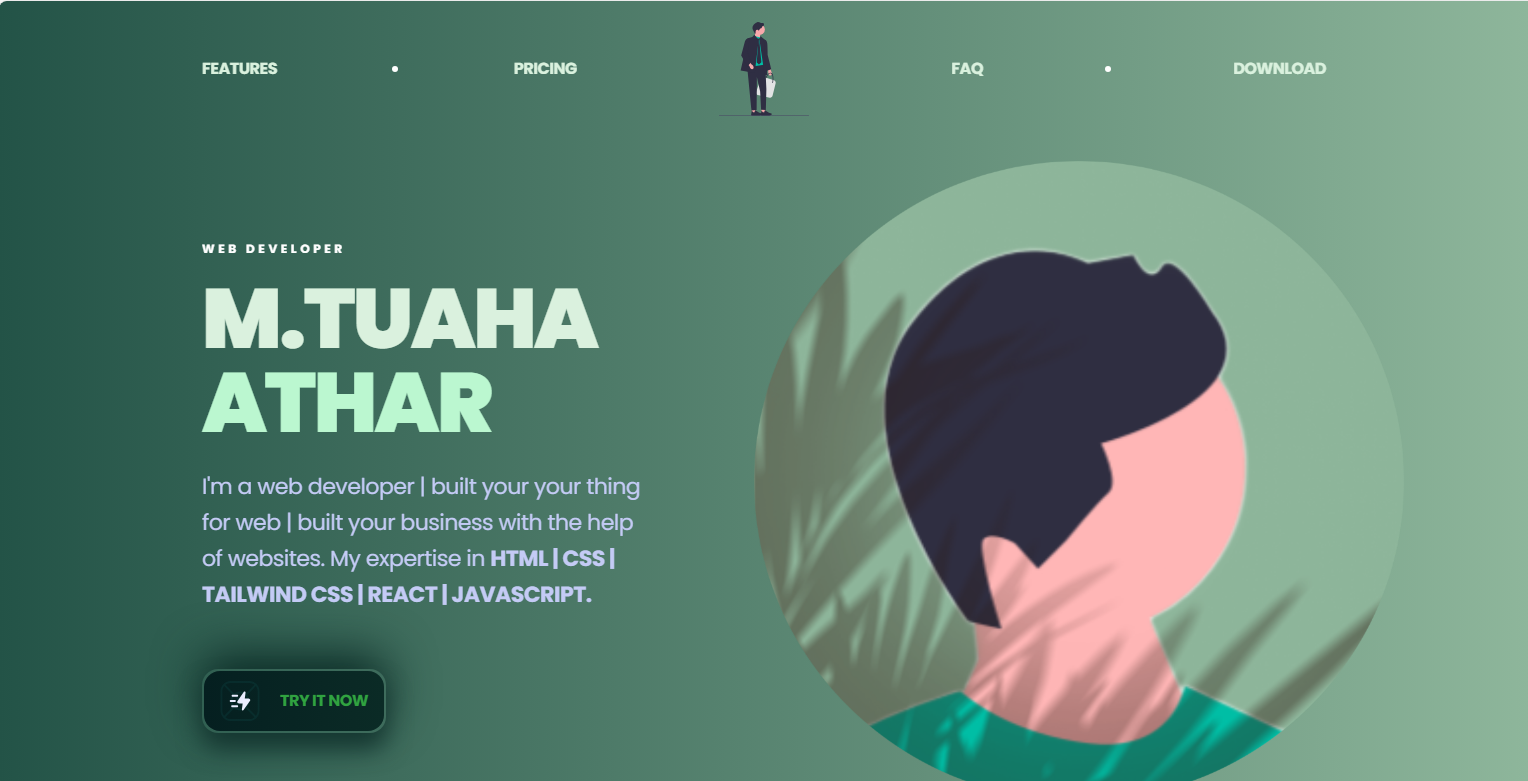 FEATURES • PRICING FAQ • DOWNLOAD
WEB DEVELOPER
M.TUAHA
ATHAR
I'm a web developer | built your your thing
for web | built your business with the help
of websites. My expertise in HTML | CSS |
TAILWIND CSS | REACT | JAVASCRIPT.
TRY IT NOW